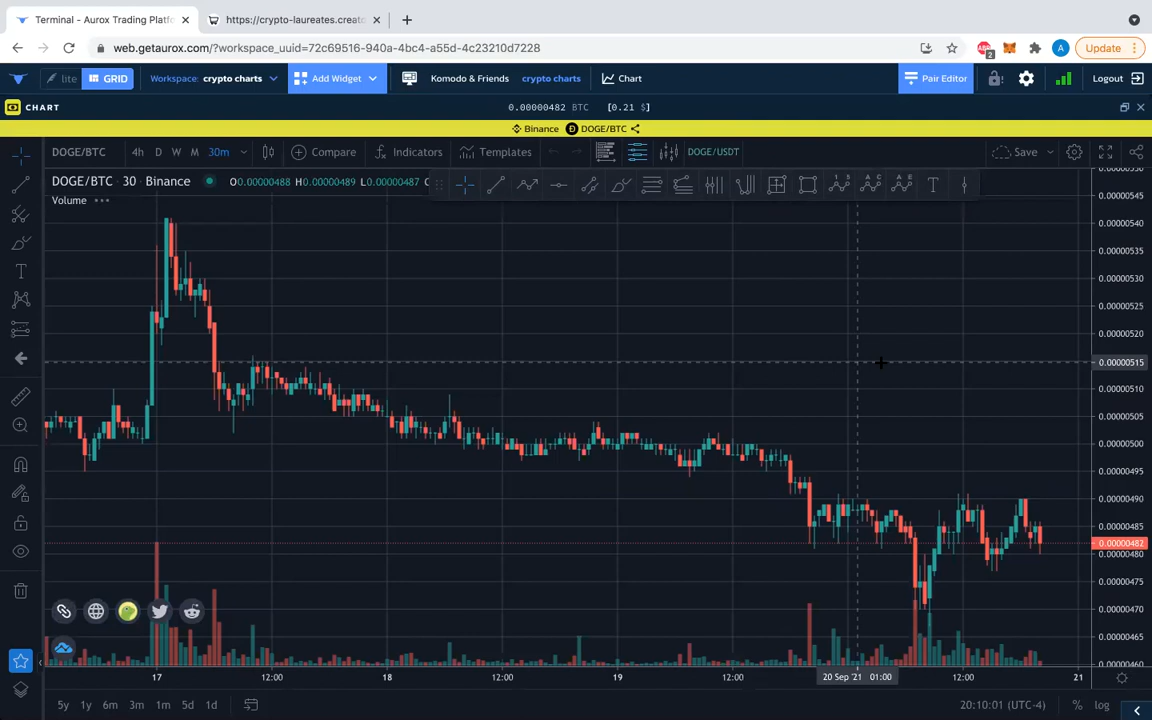 Terminal - Aurox Trading Platfo
https://crypto-laureates.creato
web.getaurox.com/?workspace_uuid=72c69516-940a-4bc4-a55d-4c23210d7228
2
A
Update
lite
GRID
Workspace: crypto charts
Add Widget
Komodo & Friends
crypto charts
Chart
Pair Editor
Logout
CHART
0.00000482 BTC [0.21 $]
Binance DOGE/BTC
DOGE/BTC 4h D W M 30m Compare Indicators Templates DOGE/USDT Save
DOGE/BTC · 30 · Binance O0.00000488 H0.00000489 L0.00000487 C
Volume
0.00000545
0.00000540
0.00000535
0.00000530
0.00000525
0.00000520
0.00000515
0.00000510
0.00000505
0.00000500
0.00000495
0.00000490
0.00000485
0.00000482
0.00000480
0.00000475
0.00000470
0.00000465
0.00000460
17 12:00 18 12:00 19 12:00 20 Sep '21 01:00 12:00 21
5y 1y 6m 3m 1m 5d 1d 20:10:01 (UTC-4) % log